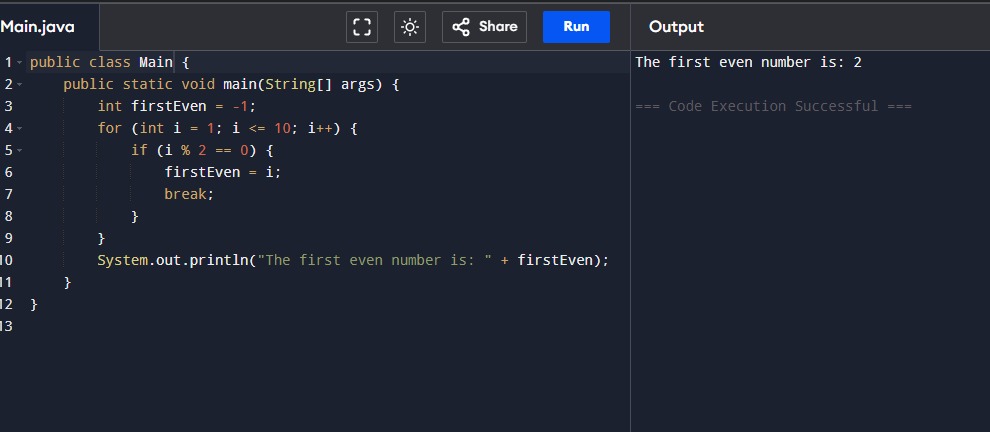 Main.java
Share
Run
Output
1 public class Main {
2     public static void main(String[] args) {
3         int firstEven = -1;
4         for (int i = 1; i <= 10; i++) {
5             if (i % 2 == 0) {
6                 firstEven = i;
7                 break;
8             }
9         }
10         System.out.println("The first even number is: " + firstEven);
11     }
12 }
13
The first even number is: 2
=== Code Execution Successful ===